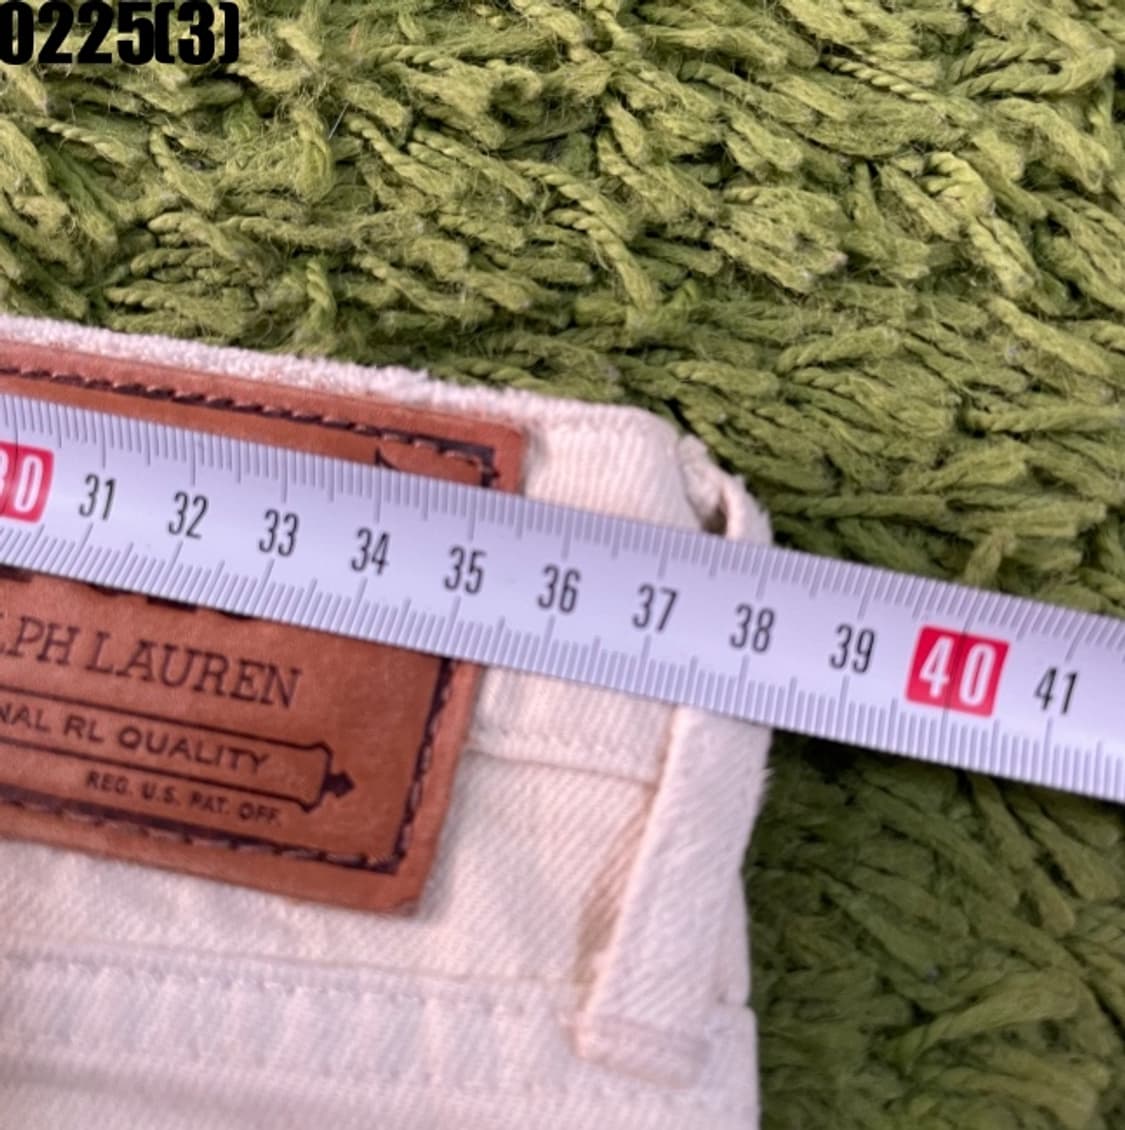 0225(3)
30 31 32 33 34 35 36 37 38 39 40 41
LPH LAUREN
NAL RL QUALITY
REG. U.S. PAT. OFF.